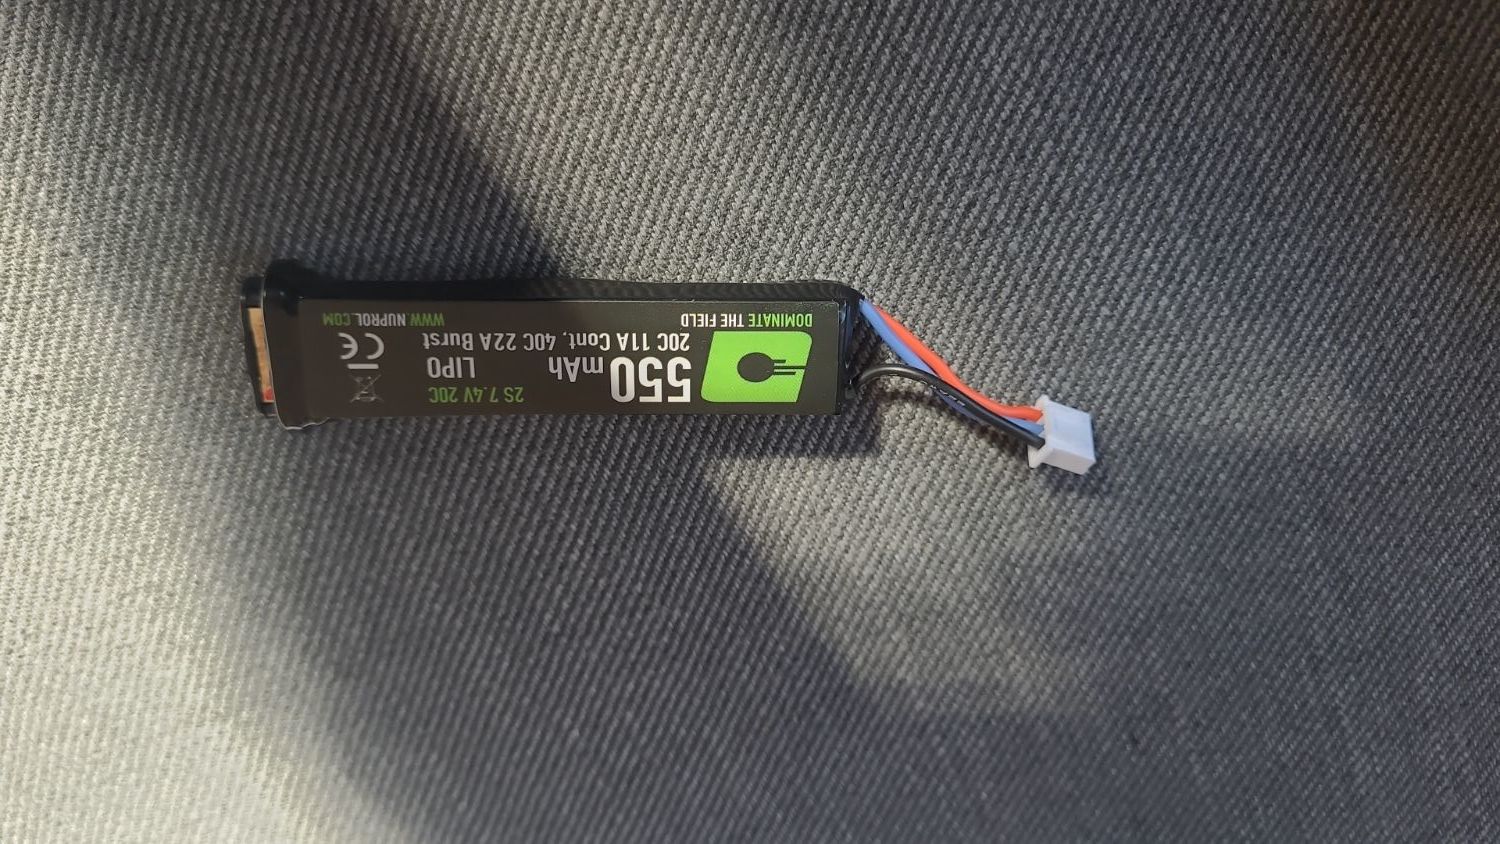 2S 7.4V 20C
550 mAh LIPO
20C 11A Cont, 40C 22A Burst
CE
DOMINATE THE FIELD
WWW.NUPROL.COM